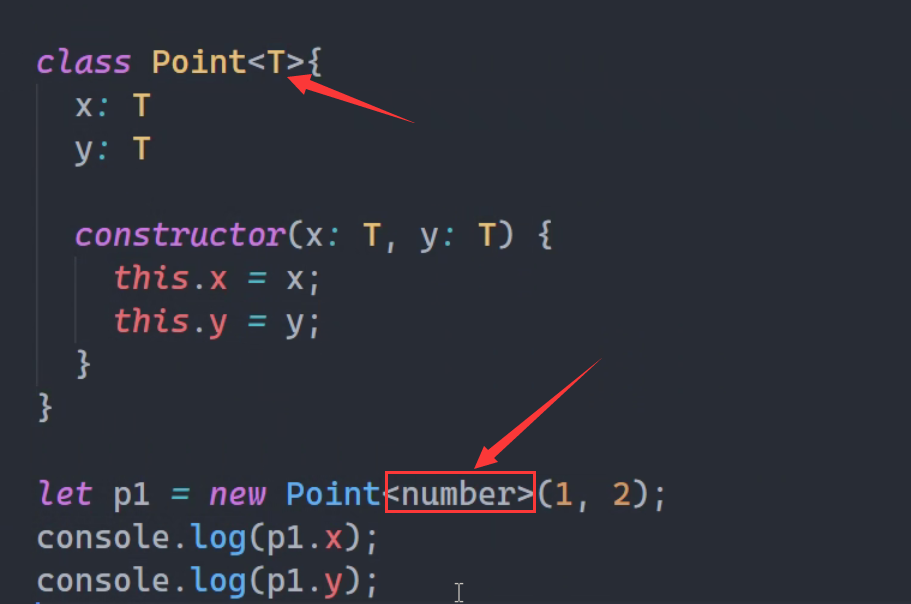 class Point<T>{
x: T
y: T
constructor(x: T, y: T) {
this.x = x;
this.y = y;
}
}
let p1 = new Point<number>(1, 2);
console.log(p1.x);
console.log(p1.y);